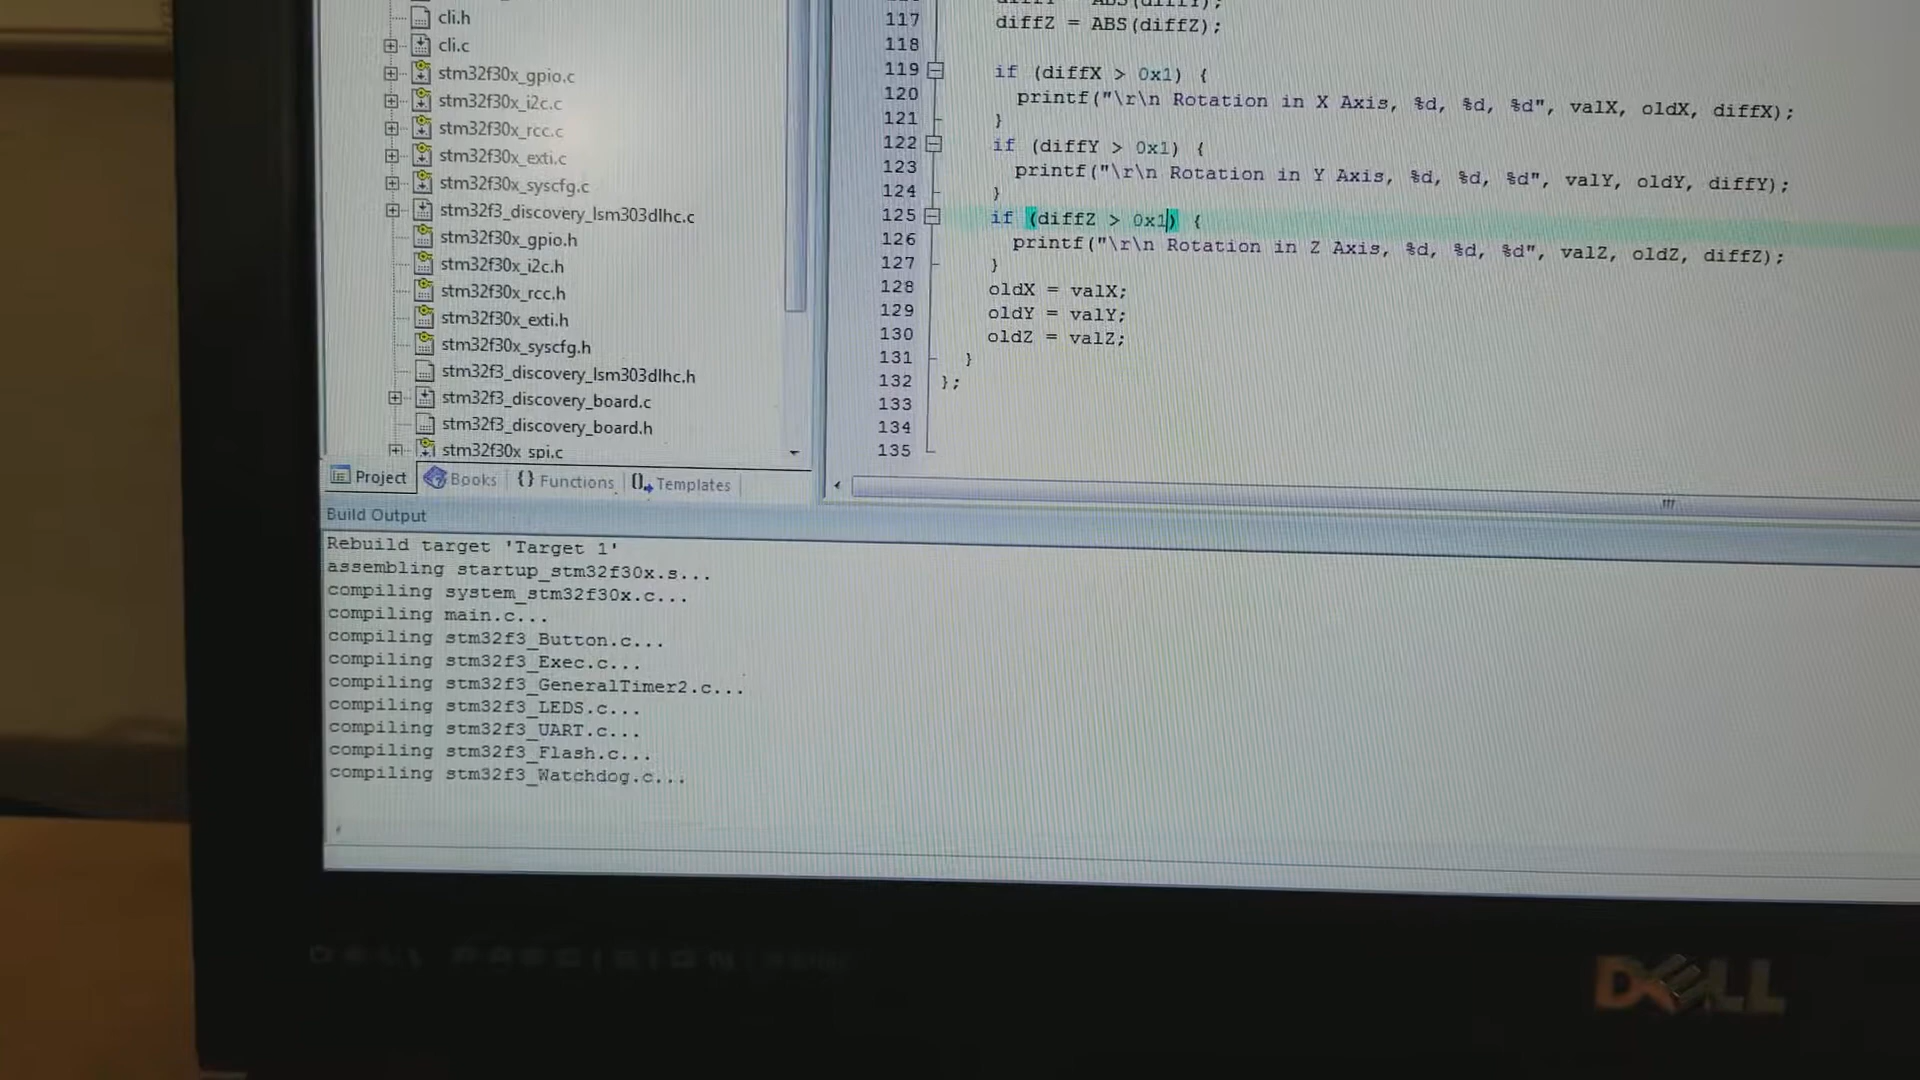 cli.h
cli.c
stm32f30x_gpio.c
stm32f30x_i2c.c
stm32f30x_rcc.c
stm32f30x_exti.c
stm32f30x_syscfg.c
stm32f3_discovery_lsm303dlhc.c
stm32f30x_gpio.h
stm32f30x_i2c.h
stm32f30x_rcc.h
stm32f30x_exti.h
stm32f30x_syscfg.h
stm32f3_discovery_lsm303dlhc.h
stm32f3_discovery_board.c
stm32f3_discovery_board.h
stm32f30x_spi.c
Project Books {} Functions Templates
117 diffZ = ABS(diffZ);
118
119 if (diffX > 0x1) {
120 printf("\r\n Rotation in X Axis, %d, %d, %d", valX, oldX, diffX);
121 }
122 if (diffY > 0x1) {
123 printf("\r\n Rotation in Y Axis, %d, %d, %d", valY, oldY, diffY);
124 }
125 if (diffZ > 0x1) {
126 printf("\r\n Rotation in Z Axis, %d, %d, %d", valZ, oldZ, diffZ);
127 }
128 oldX = valX;
129 oldY = valY;
130 oldZ = valZ;
131 }
132 };
133
134
135
Build Output
Rebuild target 'Target 1'
assembling startup_stm32f30x.s...
compiling system_stm32f30x.c...
compiling main.c...
compiling stm32f3_Button.c...
compiling stm32f3_Exec.c...
compiling stm32f3_GeneralTimer2.c...
compiling stm32f3_LEDS.c...
compiling stm32f3_UART.c...
compiling stm32f3_Flash.c...
compiling stm32f3_Watchdog.c...
DELL PRECISION
DELL